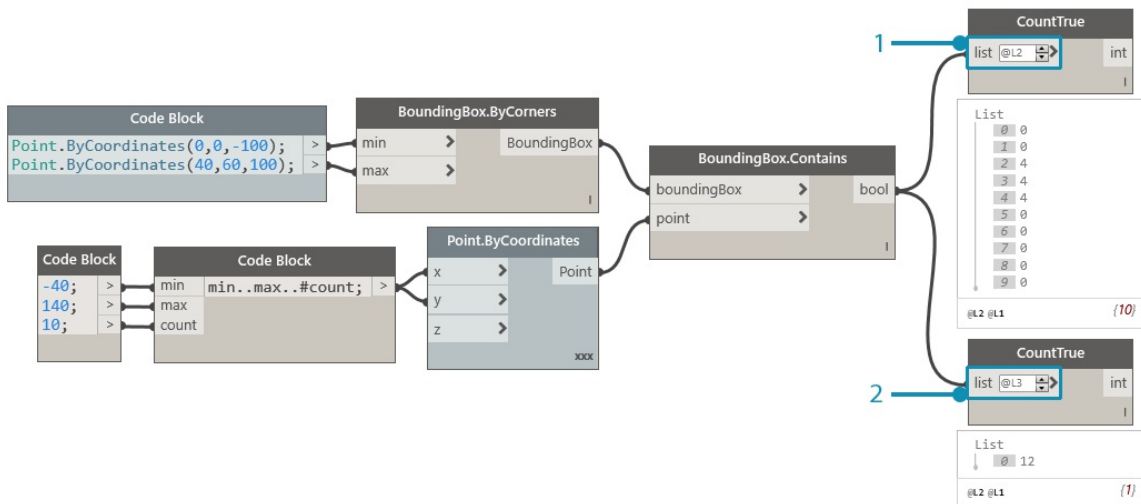 CountTrue
1
list @L2 > int
l
List
0 0
1 0
2 4
3 4
4 4
5 0
6 0
7 0
8 0
9 0
@L2 @L1 {10}
Code Block
Point.ByCoordinates(0,0,-100); >
Point.ByCoordinates(40,60,100); >
BoundingBox.ByCorners
min > BoundingBox
max >
l
BoundingBox.Contains
boundingBox > bool
point >
l
Code Block
-40; >
140; >
10; >
Code Block
min min..max..#count; >
max
count
Point.ByCoordinates
x > Point
y >
z >
xxx
CountTrue
2
list @L3 > int
l
List
0 12
@L2 @L1 {1}